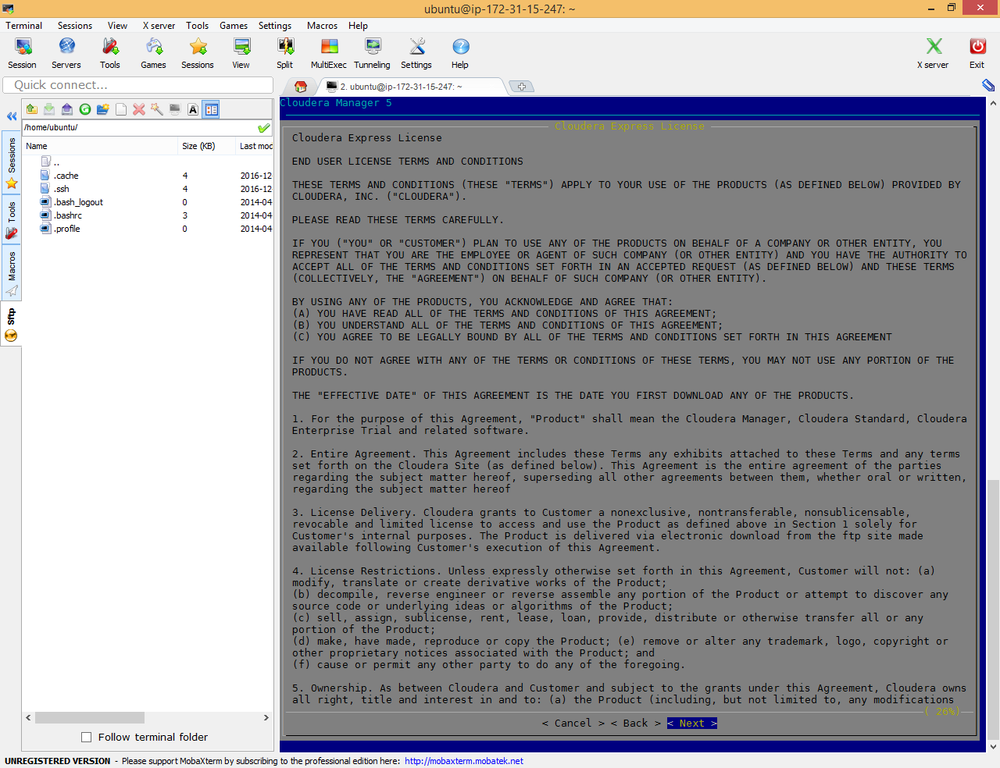 ubuntu@ip-172-31-15-247: ~
Terminal Sessions View X server Tools Games Settings Macros Help
Session Servers Tools Games Sessions View Split MultiExec Tunneling Settings Help X server Exit
Quick connect...
2. ubuntu@ip-172-31-15-247: ~
/home/ubuntu/
Name Size (KB) Last mod
..
.cache 4 2016-12
.ssh 4 2016-12
.bash_logout 0 2014-04
.bashrc 3 2014-04
.profile 0 2014-04
Sessions
Tools
Macros
Sftp
Follow terminal folder
Cloudera Manager 5
Cloudera Express License
Cloudera Express License
END USER LICENSE TERMS AND CONDITIONS
THESE TERMS AND CONDITIONS (THESE "TERMS") APPLY TO YOUR USE OF THE PRODUCTS (AS DEFINED BELOW) PROVIDED BY
CLOUDERA, INC. ("CLOUDERA").
PLEASE READ THESE TERMS CAREFULLY.
IF YOU ("YOU" OR "CUSTOMER") PLAN TO USE ANY OF THE PRODUCTS ON BEHALF OF A COMPANY OR OTHER ENTITY, YOU
REPRESENT THAT YOU ARE THE EMPLOYEE OR AGENT OF SUCH COMPANY (OR OTHER ENTITY) AND YOU HAVE THE AUTHORITY TO
ACCEPT ALL OF THE TERMS AND CONDITIONS SET FORTH IN AN ACCEPTED REQUEST (AS DEFINED BELOW) AND THESE TERMS
(COLLECTIVELY, THE "AGREEMENT") ON BEHALF OF SUCH COMPANY (OR OTHER ENTITY).
BY USING ANY OF THE PRODUCTS, YOU ACKNOWLEDGE AND AGREE THAT:
(A) YOU HAVE READ ALL OF THE TERMS AND CONDITIONS OF THIS AGREEMENT;
(B) YOU UNDERSTAND ALL OF THE TERMS AND CONDITIONS OF THIS AGREEMENT;
(C) YOU AGREE TO BE LEGALLY BOUND BY ALL OF THE TERMS AND CONDITIONS SET FORTH IN THIS AGREEMENT
IF YOU DO NOT AGREE WITH ANY OF THE TERMS OR CONDITIONS OF THESE TERMS, YOU MAY NOT USE ANY PORTION OF THE
PRODUCTS.
THE "EFFECTIVE DATE" OF THIS AGREEMENT IS THE DATE YOU FIRST DOWNLOAD ANY OF THE PRODUCTS.
1. For the purpose of this Agreement, "Product" shall mean the Cloudera Manager, Cloudera Standard, Cloudera
Enterprise Trial and related software.
2. Entire Agreement. This Agreement includes these Terms any exhibits attached to these Terms and any terms
set forth on the Cloudera Site (as defined below). This Agreement is the entire agreement of the parties
regarding the subject matter hereof, superseding all other agreements between them, whether oral or written,
regarding the subject matter hereof
3. License Delivery. Cloudera grants to Customer a nonexclusive, nontransferable, nonsublicensable,
revocable and limited license to access and use the Product as defined above in Section 1 solely for
Customer's internal purposes. The Product is delivered via electronic download from the ftp site made
available following Customer's execution of this Agreement.
4. License Restrictions. Unless expressly otherwise set forth in this Agreement, Customer will not: (a)
modify, translate or create derivative works of the Product;
(b) decompile, reverse engineer or reverse assemble any portion of the Product or attempt to discover any
source code or underlying ideas or algorithms of the Product;
(c) sell, assign, sublicense, rent, lease, loan, provide, distribute or otherwise transfer all or any
portion of the Product;
(d) make, have made, reproduce or copy the Product; (e) remove or alter any trademark, logo, copyright or
other proprietary notices associated with the Product; and
(f) cause or permit any other party to do any of the foregoing.
5. Ownership. As between Cloudera and Customer and subject to the grants under this Agreement, Cloudera owns
all right, title and interest in and to: (a) the Product (including, but not limited to, any modifications
( 26%)
< Cancel > < Back > < Next >
UNREGISTERED VERSION - Please support MobaXterm by subscribing to the professional edition here: http://mobaxterm.mobatek.net